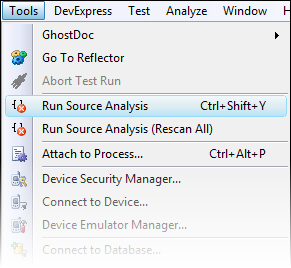 Tools DevExpress Test Analyze Window H
GhostDoc
Go To Reflector
Abort Test Run
Run Source Analysis Ctrl+Shift+Y
Run Source Analysis (Rescan All)
Attach to Process... Ctrl+Alt+P
Device Security Manager...
Connect to Device...
Device Emulator Manager...
Connect to Database...